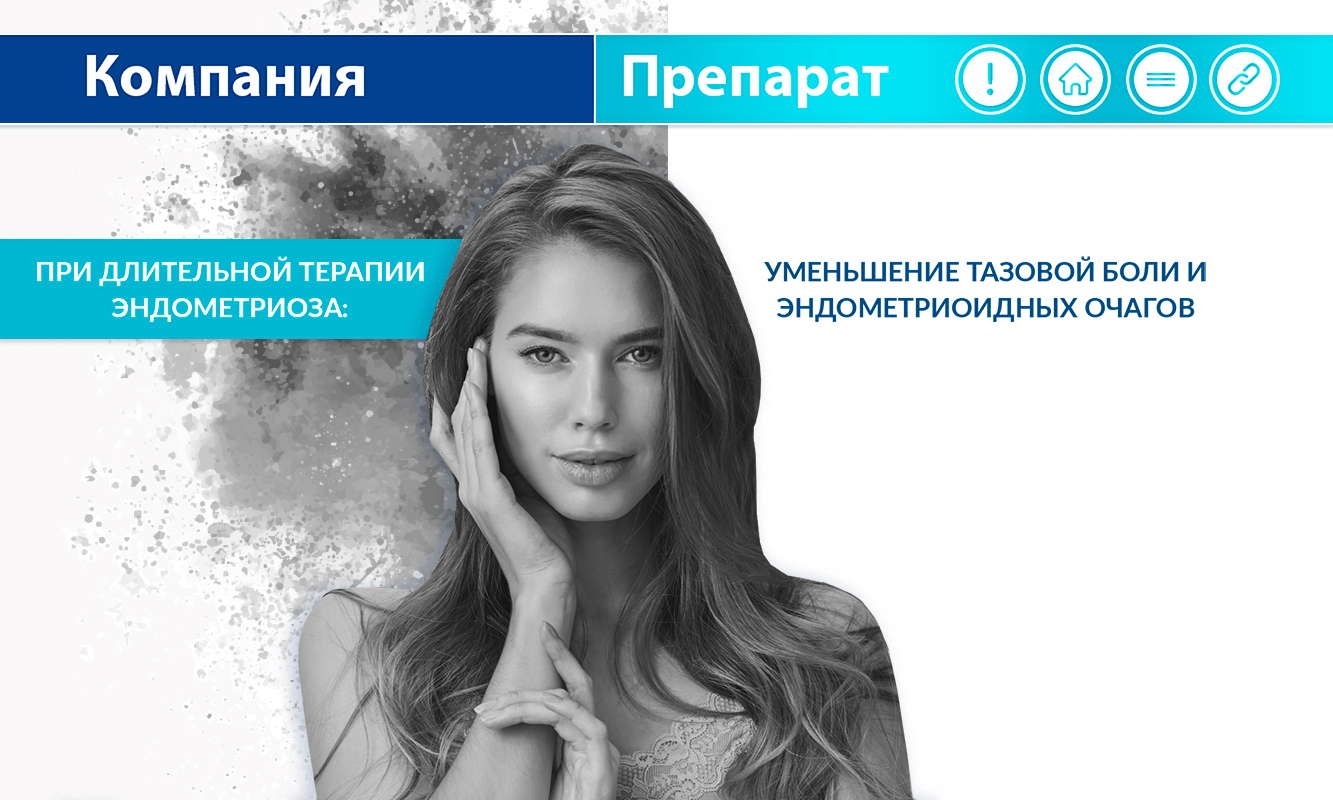 Компания
Препарат
ПРИ ДЛИТЕЛЬНОЙ ТЕРАПИИ
ЭНДОМЕТРИОЗА:
УМЕНЬШЕНИЕ ТАЗОВОЙ БОЛИ И
ЭНДОМЕТРИОИДНЫХ ОЧАГОВ